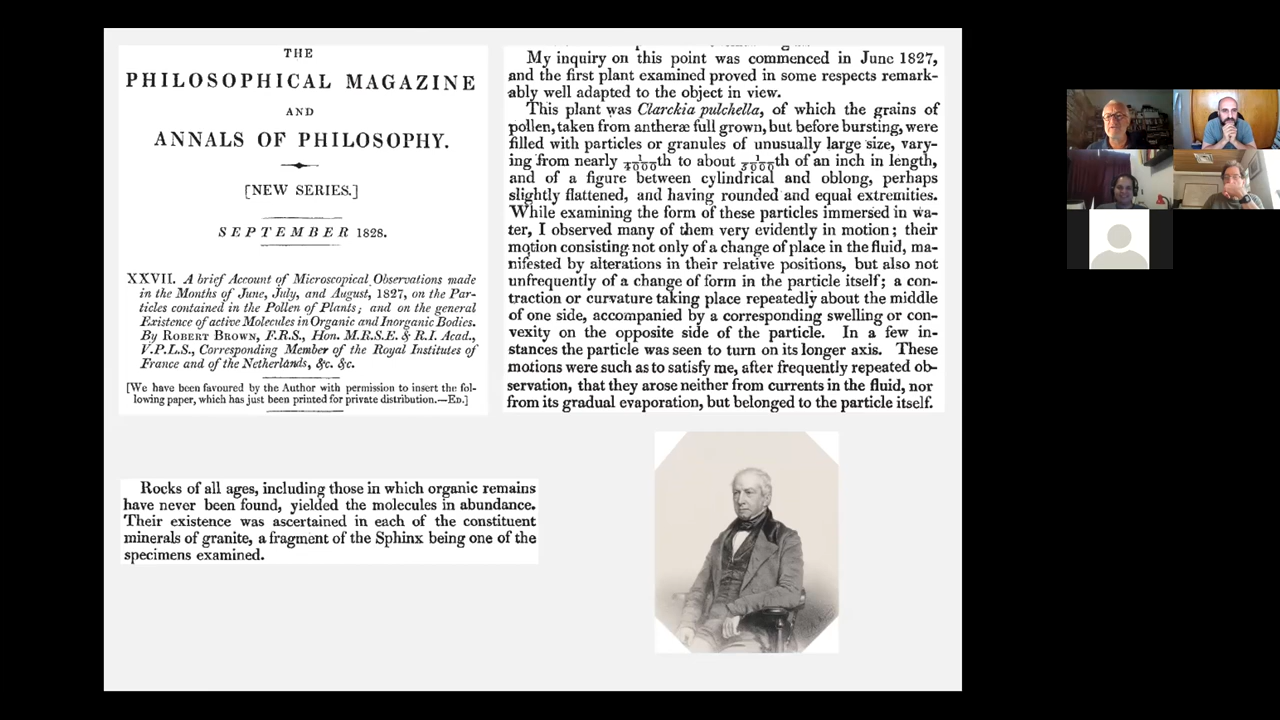 THE
PHILOSOPHICAL MAGAZINE
AND
ANNALS OF PHILOSOPHY.
[NEW SERIES.]
SEPTEMBER 1828.
XXVII. A brief Account of Microscopical Observations made
in the Months of June, July, and August, 1827, on the Par-
ticles contained in the Pollen of Plants; and on the general
Existence of active Molecules in Organic and Inorganic Bodies.
By ROBERT BROWN, F.R.S., Hon. M.R.S.E. & R.I. Acad.,
V.P.L.S., Corresponding Member of the Royal Institutes of
France and of the Netherlands, &c. &c.
[We have been favoured by the Author with permission to insert the fol-
lowing paper, which has just been printed for private distribution.—ED.]
My inquiry on this point was commenced in June 1827,
and the first plant examined proved in some respects remark-
ably well adapted to the object in view.
This plant was Clarckia pulchella, of which the grains of
pollen, taken from antheræ full grown, but before bursting, were
filled with particles or granules of unusually large size, vary-
ing from nearly 1/4000th to about 1/3000th of an inch in length,
and of a figure between cylindrical and oblong, perhaps
slightly flattened, and having rounded and equal extremities.
While examining the form of these particles immersed in wa-
ter, I observed many of them very evidently in motion; their
motion consisting not only of a change of place in the fluid, ma-
nifested by alterations in their relative positions, but also not
unfrequently of a change of form in the particle itself; a con-
traction or curvature taking place repeatedly about the middle
of one side, accompanied by a corresponding swelling or con-
vexity on the opposite side of the particle. In a few in-
stances the particle was seen to turn on its longer axis. These
motions were such as to satisfy me, after frequently repeated ob-
servation, that they arose neither from currents in the fluid, nor
from its gradual evaporation, but belonged to the particle itself.
Rocks of all ages, including those in which organic remains
have never been found, yielded the molecules in abundance.
Their existence was ascertained in each of the constituent
minerals of granite, a fragment of the Sphinx being one of the
specimens examined.